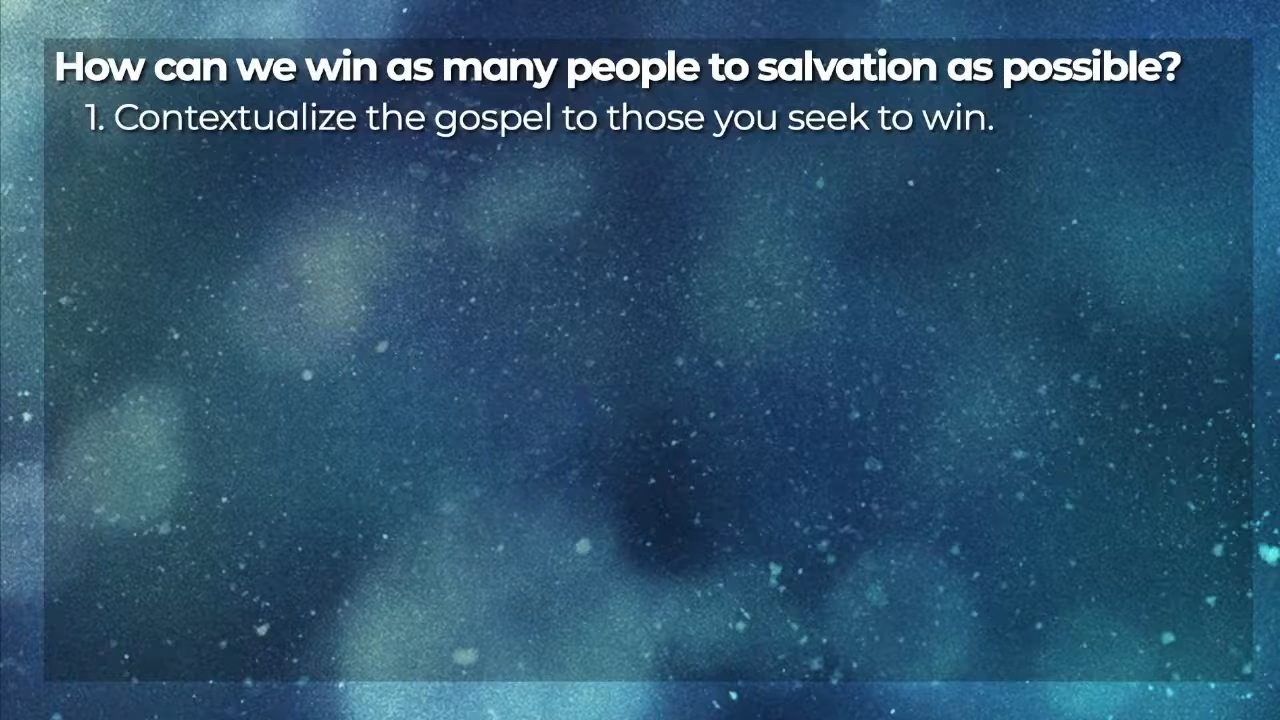 How can we win as many people to salvation as possible?
1. Contextualize the gospel to those you seek to win.